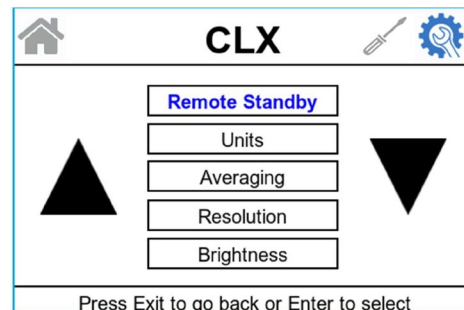 CLX
Remote Standby
Units
Averaging
Resolution
Brightness
Press Exit to go back or Enter to select